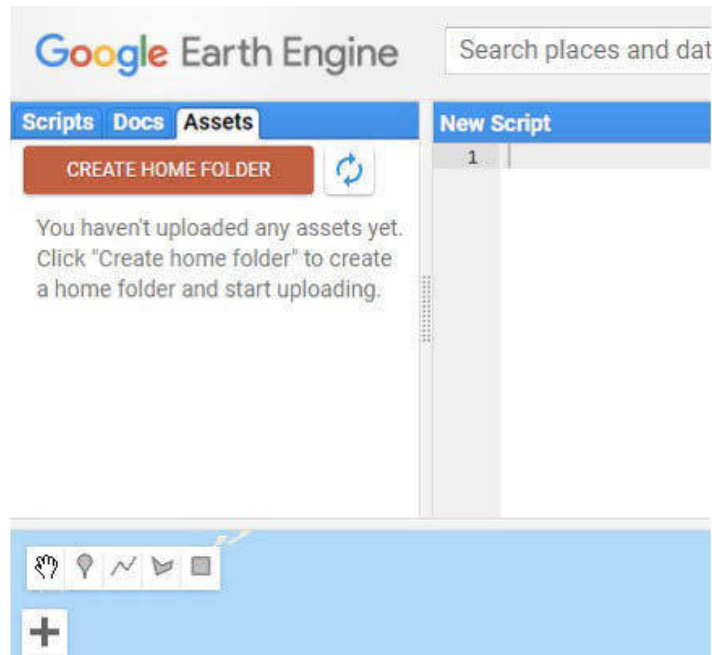 Google Earth Engine
Search places and dat
Scripts Docs Assets
New Script
CREATE HOME FOLDER
1
You haven't uploaded any assets yet.
Click "Create home folder" to create
a home folder and start uploading.